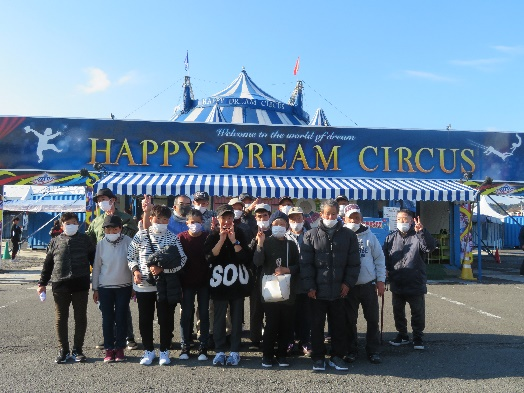 HAPPY DREAM CIRCUS
Welcome to the world of dream
HAPPY DREAM CIRCUS
SOU